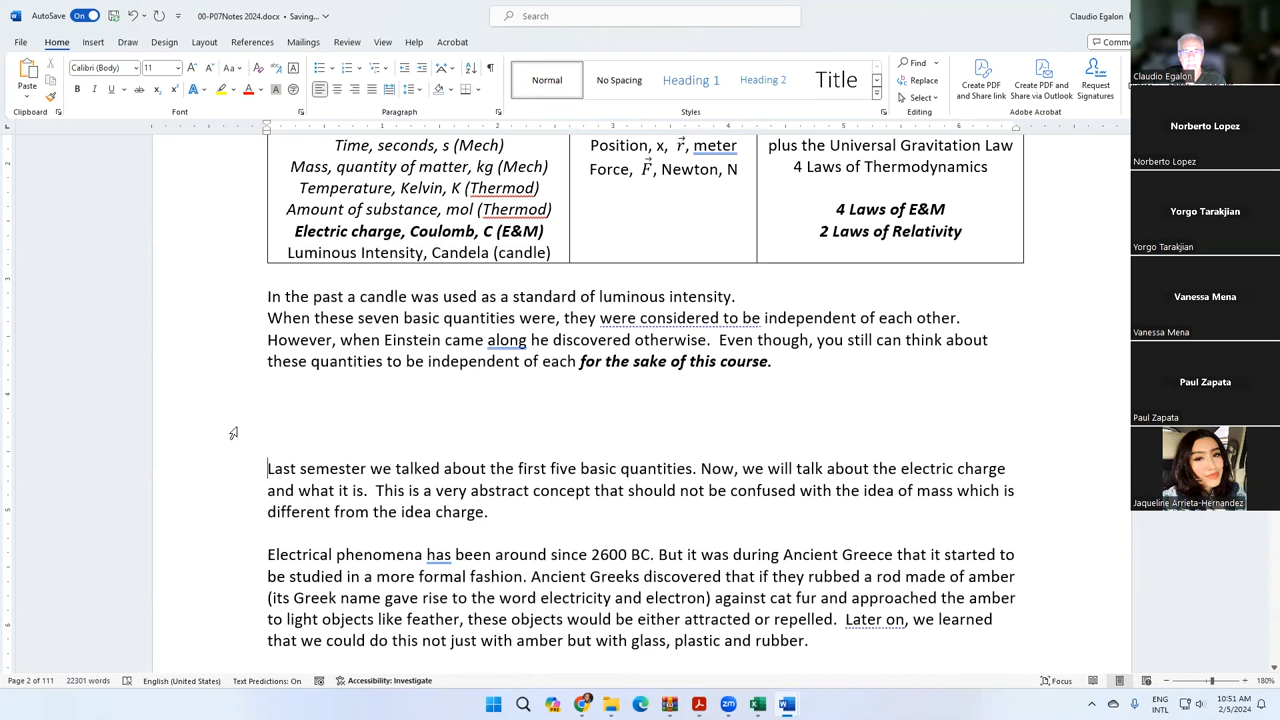 AutoSave On 00-P07Notes 2024.docx • Saving... Search Claudio Egalon
File Home Insert Draw Design Layout References Mailings Review View Help Acrobat Comme
Paste Calibri (Body) 11 Normal No Spacing Heading 1 Heading 2 Title Find Replace Select Create PDF and Share link Create PDF and Share via Outlook Request Signatures
Clipboard Font Paragraph Styles Editing Adobe Acrobat
Time, seconds, s (Mech)
Mass, quantity of matter, kg (Mech)
Temperature, Kelvin, K (Thermod)
Amount of substance, mol (Thermod)
Electric charge, Coulomb, C (E&M)
Luminous Intensity, Candela (candle)
Position, x, r⃗, meter
Force, F⃗, Newton, N
plus the Universal Gravitation Law
4 Laws of Thermodynamics
4 Laws of E&M
2 Laws of Relativity
In the past a candle was used as a standard of luminous intensity.
When these seven basic quantities were, they were considered to be independent of each other.
However, when Einstein came along he discovered otherwise. Even though, you still can think about
these quantities to be independent of each for the sake of this course.
Last semester we talked about the first five basic quantities. Now, we will talk about the electric charge
and what it is. This is a very abstract concept that should not be confused with the idea of mass which is
different from the idea charge.
Electrical phenomena has been around since 2600 BC. But it was during Ancient Greece that it started to
be studied in a more formal fashion. Ancient Greeks discovered that if they rubbed a rod made of amber
(its Greek name gave rise to the word electricity and electron) against cat fur and approached the amber
to light objects like feather, these objects would be either attracted or repelled. Later on, we learned
that we could do this not just with amber but with glass, plastic and rubber.
Claudio Egalon
Norberto Lopez
Norberto Lopez
Yorgo Tarakjian
Yorgo Tarakjian
Vanessa Mena
Vanessa Mena
Paul Zapata
Paul Zapata
Jaqueline Arrieta-Hernandez
Page 2 of 111 22301 words English (United States) Text Predictions: On Accessibility: Investigate Focus 180%
ENG
INTL
10:51 AM
2/5/2024